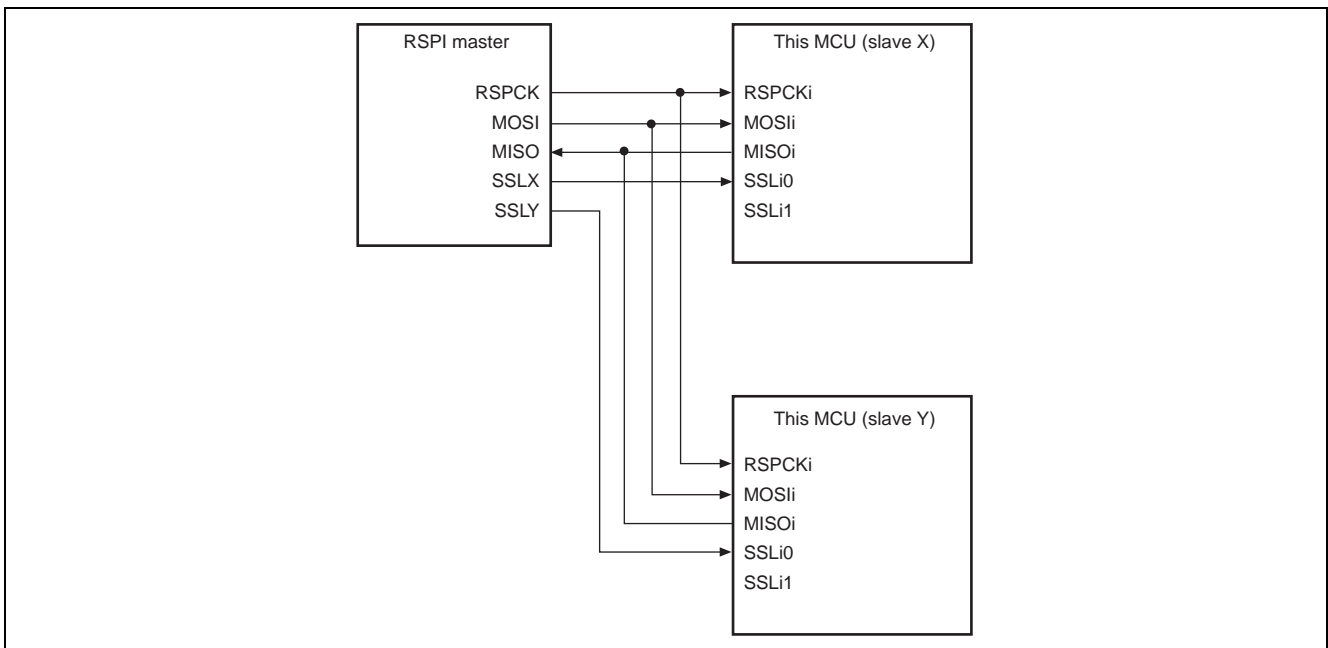 RSPI master
RSPCK
MOSI
MISO
SSLX
SSLY
This MCU (slave X)
RSPCKi
MOSIi
MISOi
SSLi0
SSLi1
This MCU (slave Y)
RSPCKi
MOSIi
MISOi
SSLi0
SSLi1